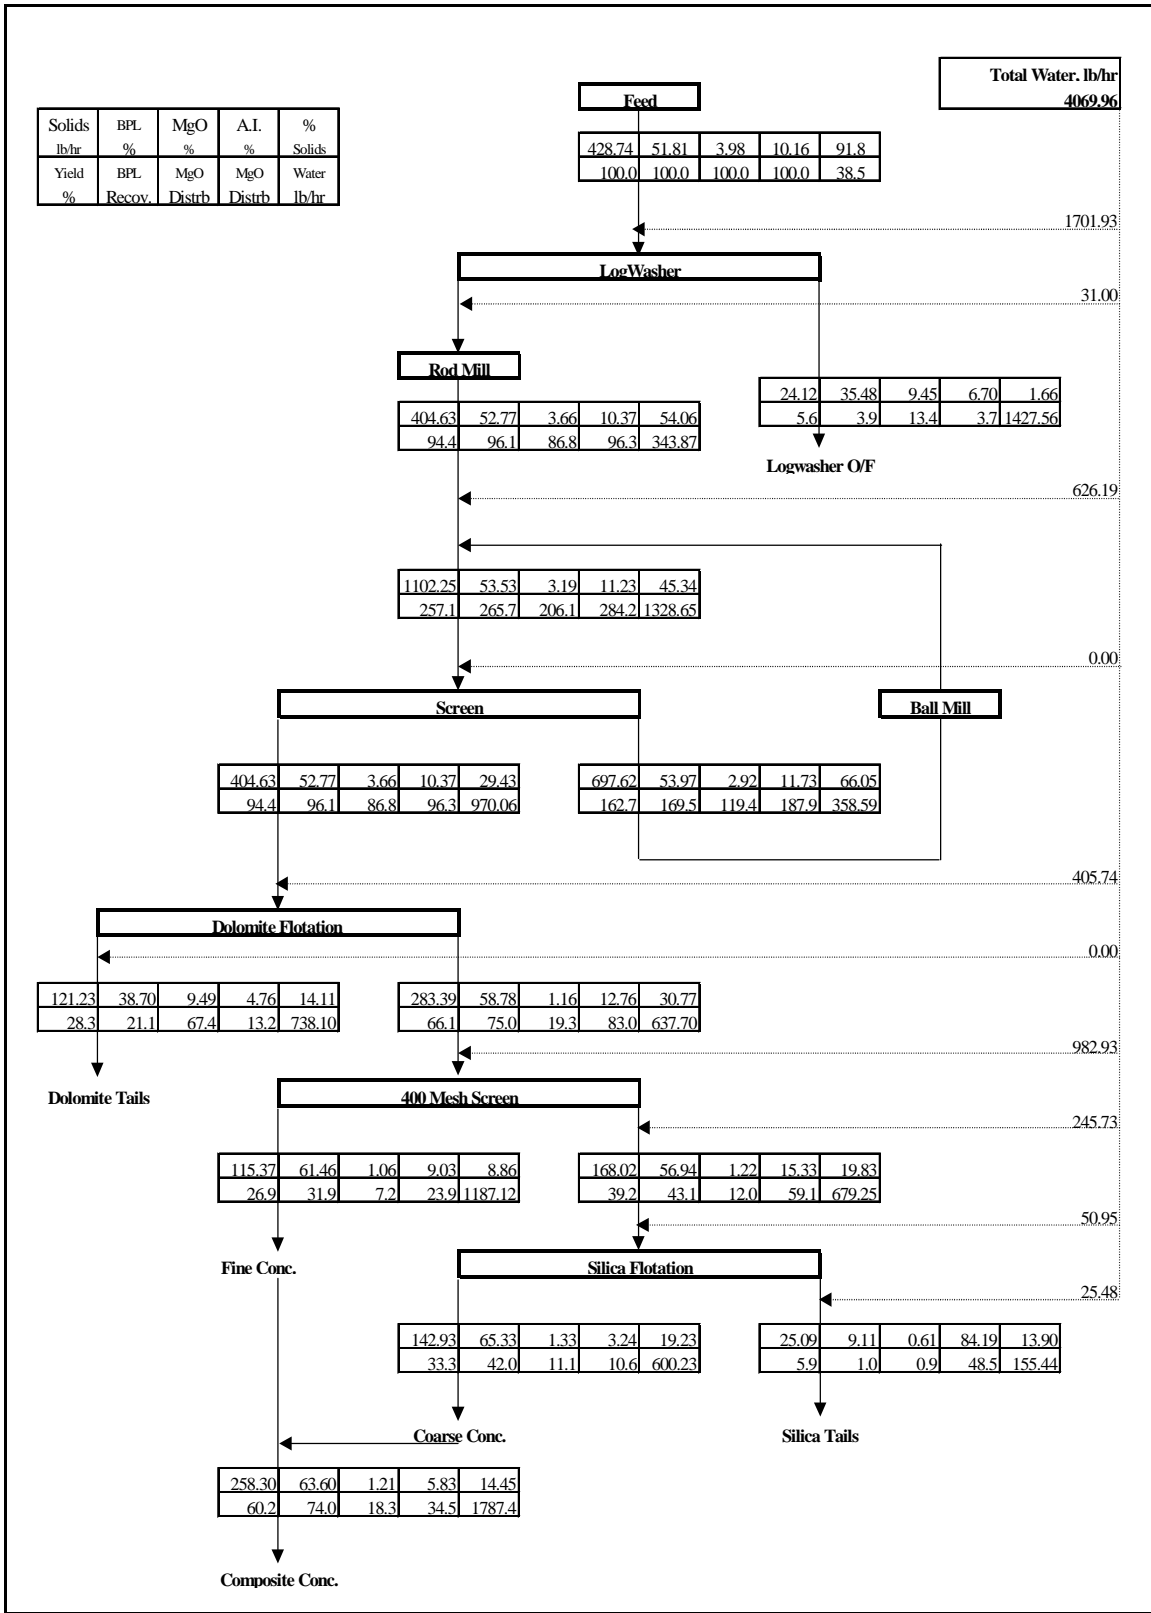 Total Water. lb/hr
4069.96
Feed
Solids BPL MgO A.I. %
lb/hr % % % Solids
Yield BPL MgO MgO Water
% Recov. Distrb Distrb lb/hr
428.74 51.81 3.98 10.16 91.8
100.0 100.0 100.0 100.0 38.5
1701.93
LogWasher
31.00
Rod Mill
24.12 35.48 9.45 6.70 1.66
5.6 3.9 13.4 3.7 1427.56
404.63 52.77 3.66 10.37 54.06
94.4 96.1 86.8 96.3 343.87
Logwasher O/F
626.19
1102.25 53.53 3.19 11.23 45.34
257.1 265.7 206.1 284.2 1328.65
0.00
Screen Ball Mill
404.63 52.77 3.66 10.37 29.43 697.62 53.97 2.92 11.73 66.05
94.4 96.1 86.8 96.3 970.06 162.7 169.5 119.4 187.9 358.59
405.74
Dolomite Flotation
0.00
121.23 38.70 9.49 4.76 14.11 283.39 58.78 1.16 12.76 30.77
28.3 21.1 67.4 13.2 738.10 66.1 75.0 19.3 83.0 637.70
982.93
Dolomite Tails 400 Mesh Screen
245.73
115.37 61.46 1.06 9.03 8.86 168.02 56.94 1.22 15.33 19.83
26.9 31.9 7.2 23.9 1187.12 39.2 43.1 12.0 59.1 679.25
50.95
Fine Conc. Silica Flotation
25.48
142.93 65.33 1.33 3.24 19.23 25.09 9.11 0.61 84.19 13.90
33.3 42.0 11.1 10.6 600.23 5.9 1.0 0.9 48.5 155.44
Coarse Conc. Silica Tails
258.30 63.60 1.21 5.83 14.45
60.2 74.0 18.3 34.5 1787.4
Composite Conc.